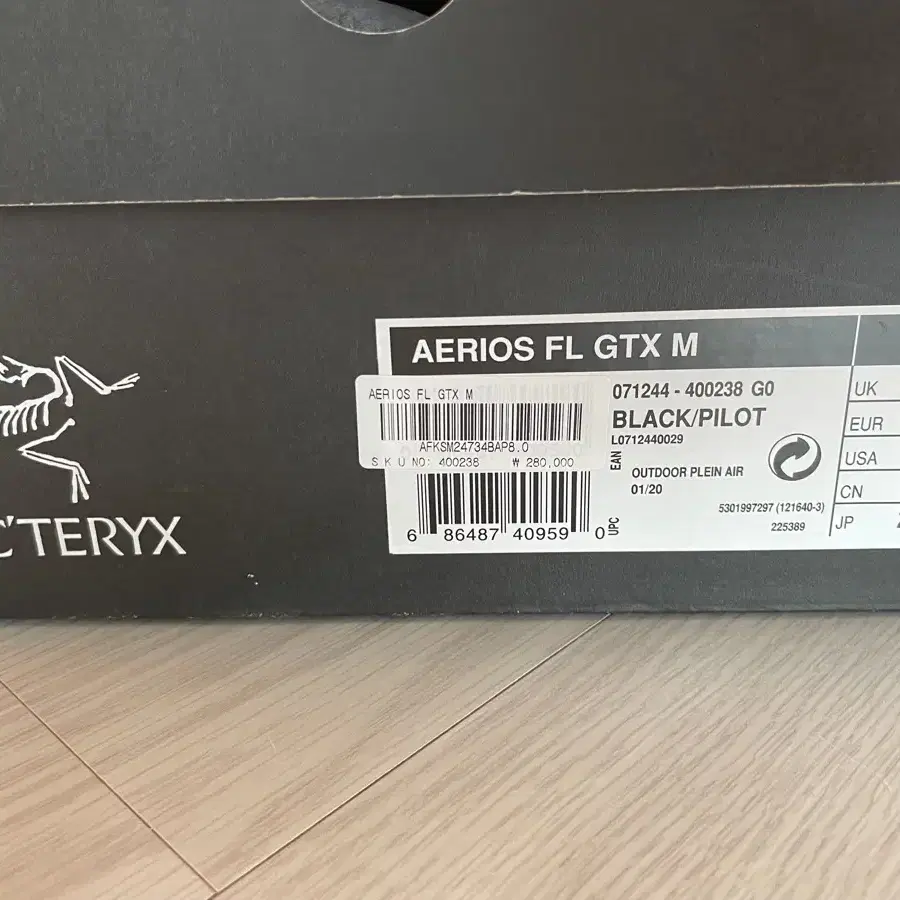 C'TERYX
AERIOS FL GTX M
AERIOS FL GTX M
AFKSM24734BAP8.0
SKU NO: 400238 ₩ 280,000
071244 - 400238 G0
BLACK/PILOT
L0712440029
EAN
OUTDOOR PLEIN AIR
01/20
5301997297 (121640-3)
225389
6 86487 40959 0
UPC
UK
EUR
USA
CN
JP